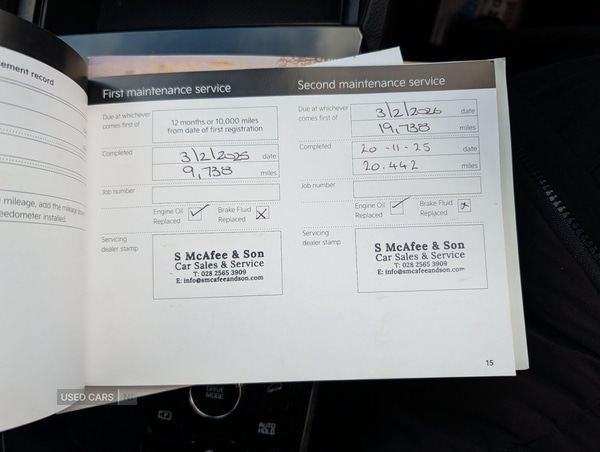 ement record
mileage, add the mileage
eedometer installed.
First maintenance service
Due at whichever
comes first of
12 months or 10,000 miles
from date of first registration
Completed
3/2/2025 date
9,738 miles
Job number
Engine Oil
Replaced
Brake Fluid
Replaced
Servicing
dealer stamp
S McAfee & Son
Car Sales & Service
T: 028 2565 3909
E: info@smcafeeandson.com
Second maintenance service
Due at whichever
comes first of
3/2/2026 date
19,738 miles
Completed
20-11-25 date
20.442 miles
Job number
Engine Oil
Replaced
Brake Fluid
Replaced
Servicing
dealer stamp
S McAfee & Son
Car Sales & Service
T: 028 2565 3909
E: info@smcafeeandson.com
15
USED CARS
DRIVE
MODE
AUTO
HOLD